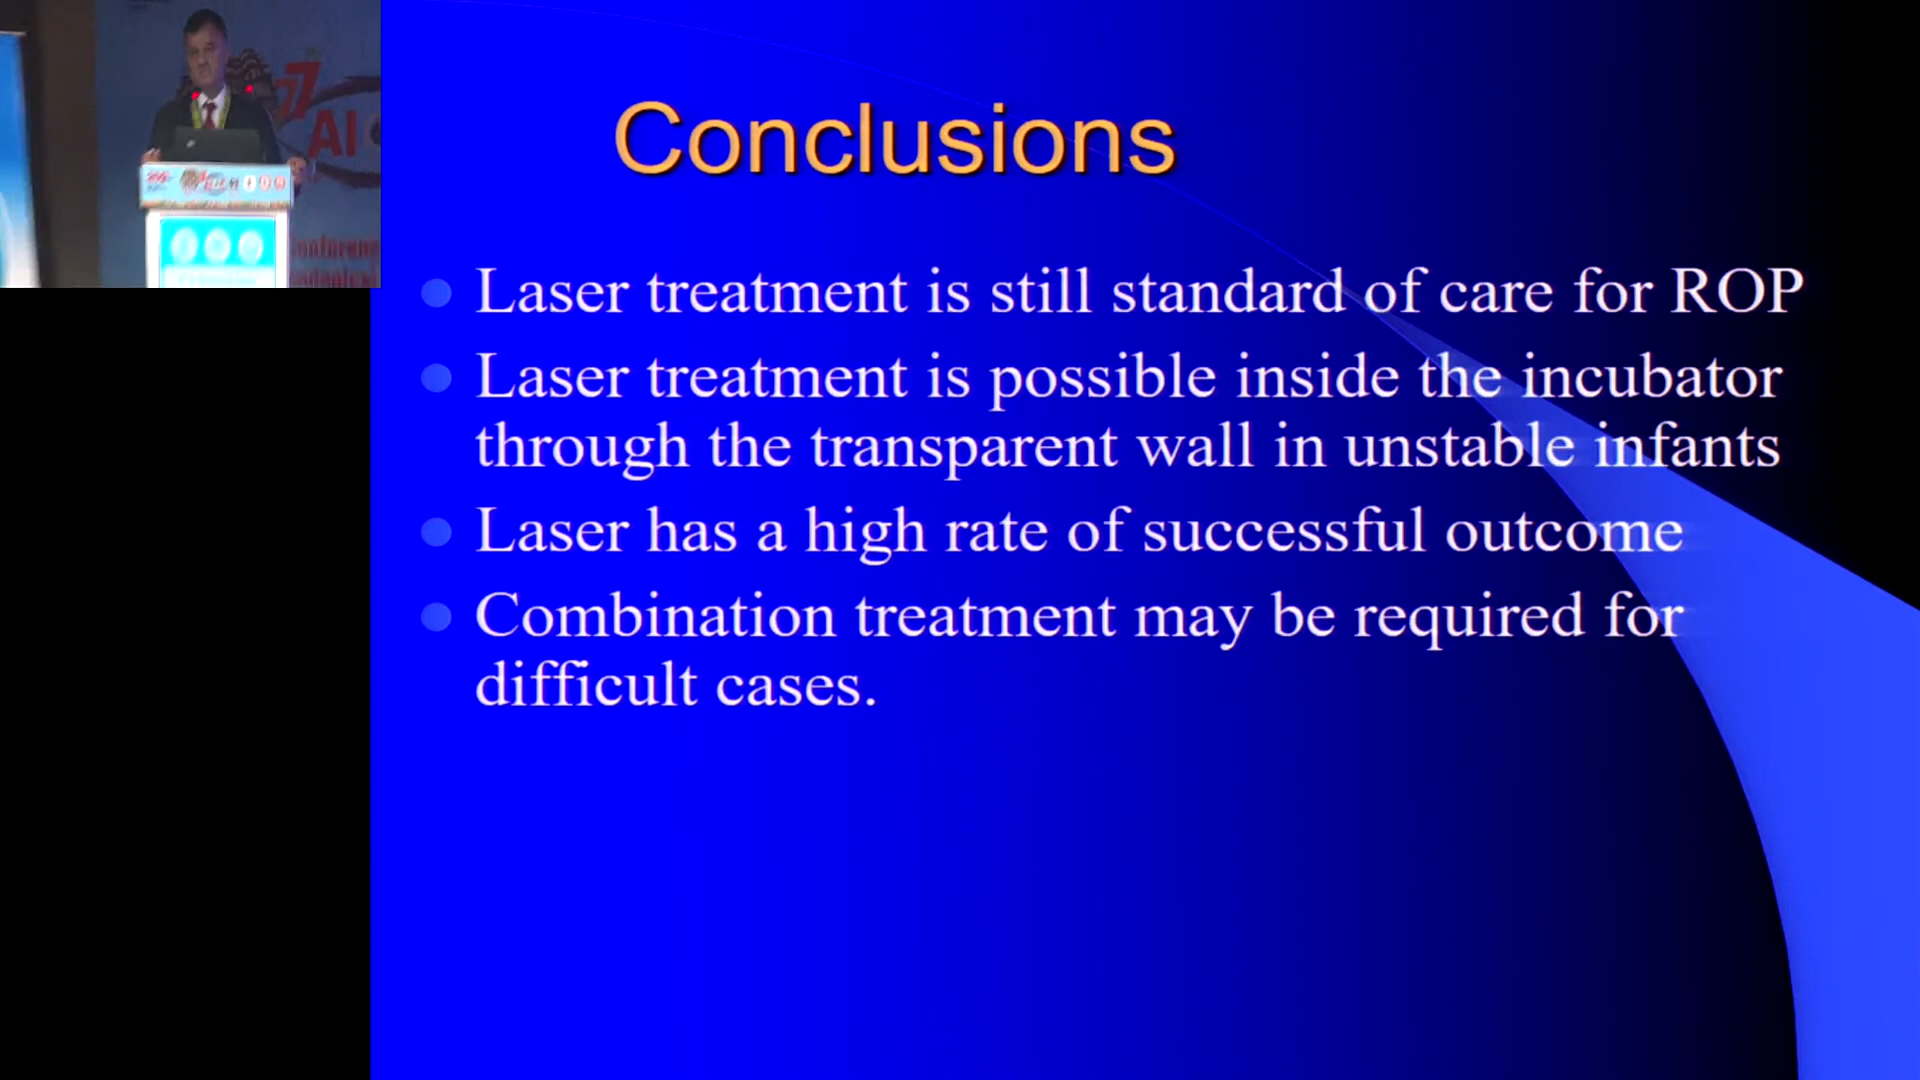 77
AI
Conclusions
Laser treatment is still standard of care for ROP
Laser treatment is possible inside the incubator
through the transparent wall in unstable infants
Laser has a high rate of successful outcome
Combination treatment may be required for
difficult cases.